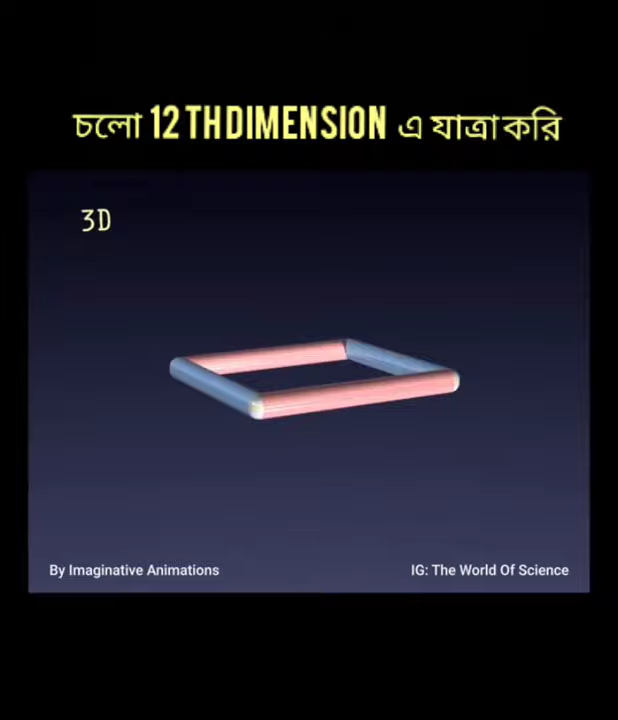 চলো 12 TH DIMENSION এ যাত্রা করি
3D
By Imaginative Animations
IG: The World Of Science